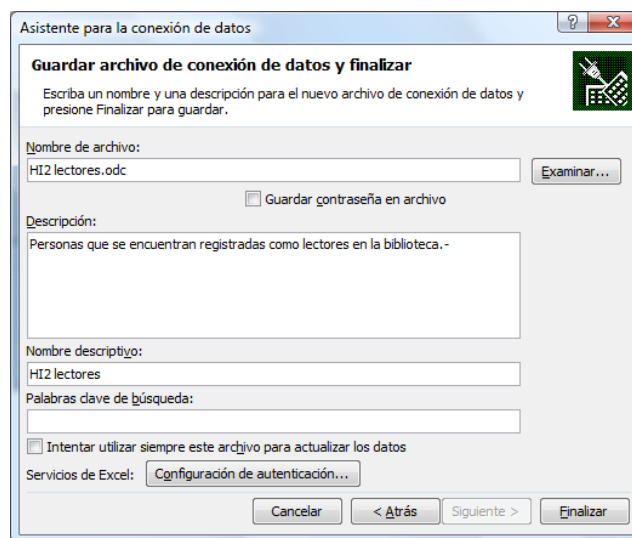 Asistente para la conexión de datos
Guardar archivo de conexión de datos y finalizar
Escriba un nombre y una descripción para el nuevo archivo de conexión de datos y
presione Finalizar para guardar.
Nombre de archivo:
HI2 lectores.odc
Examinar...
Guardar contraseña en archivo
Descripción:
Personas que se encuentran registradas como lectores en la biblioteca.-
Nombre descriptivo:
HI2 lectores
Palabras clave de búsqueda:
Intentar utilizar siempre este archivo para actualizar los datos
Servicios de Excel: Configuración de autenticación...
Cancelar < Atrás Siguiente > Finalizar